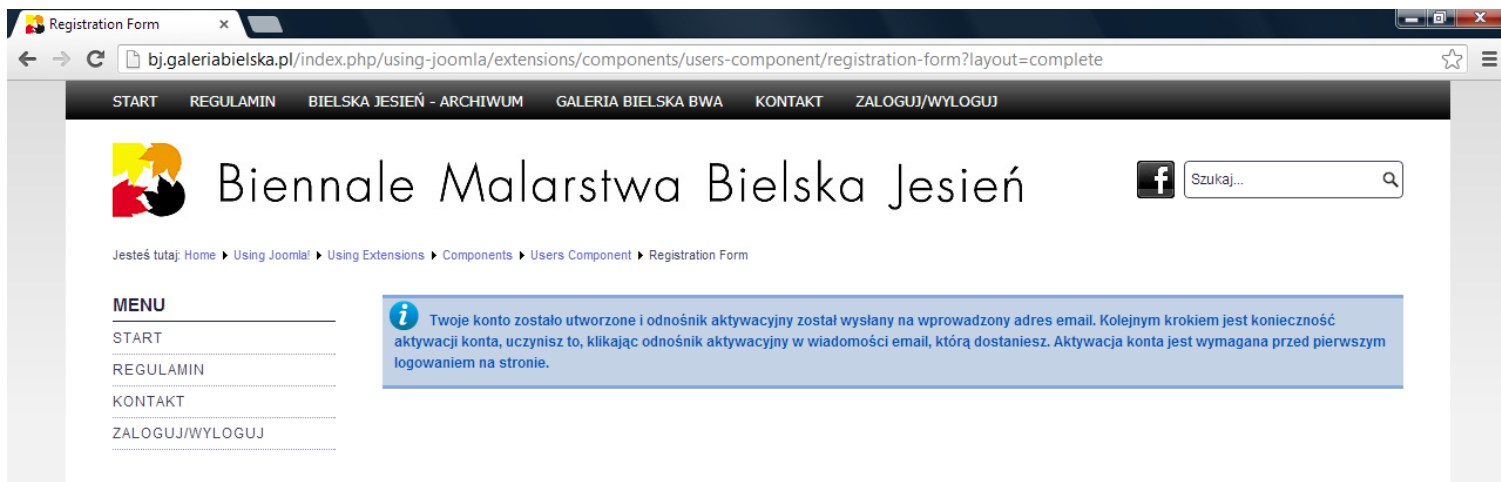 Registration Form
bj.galeriabielska.pl/index.php/using-joomla/extensions/components/users-component/registration-form?layout=complete
START REGULAMIN BIELSKA JESIEŃ - ARCHIWUM GALERIA BIELSKA BWA KONTAKT ZALOGUJ/WYLOGUJ
Biennale Malarstwa Bielska Jesień
f
Szukaj...
Jesteś tutaj: Home Using Joomla! Using Extensions Components Users Component Registration Form
MENU
START
REGULAMIN
KONTAKT
ZALOGUJ/WYLOGUJ
i Twoje konto zostało utworzone i odnośnik aktywacyjny został wysłany na wprowadzony adres email. Kolejnym krokiem jest konieczność
aktywacji konta, uczynisz to, klikając odnośnik aktywacyjny w wiadomości email, którą dostaniesz. Aktywacja konta jest wymagana przed pierwszym
logowaniem na stronie.